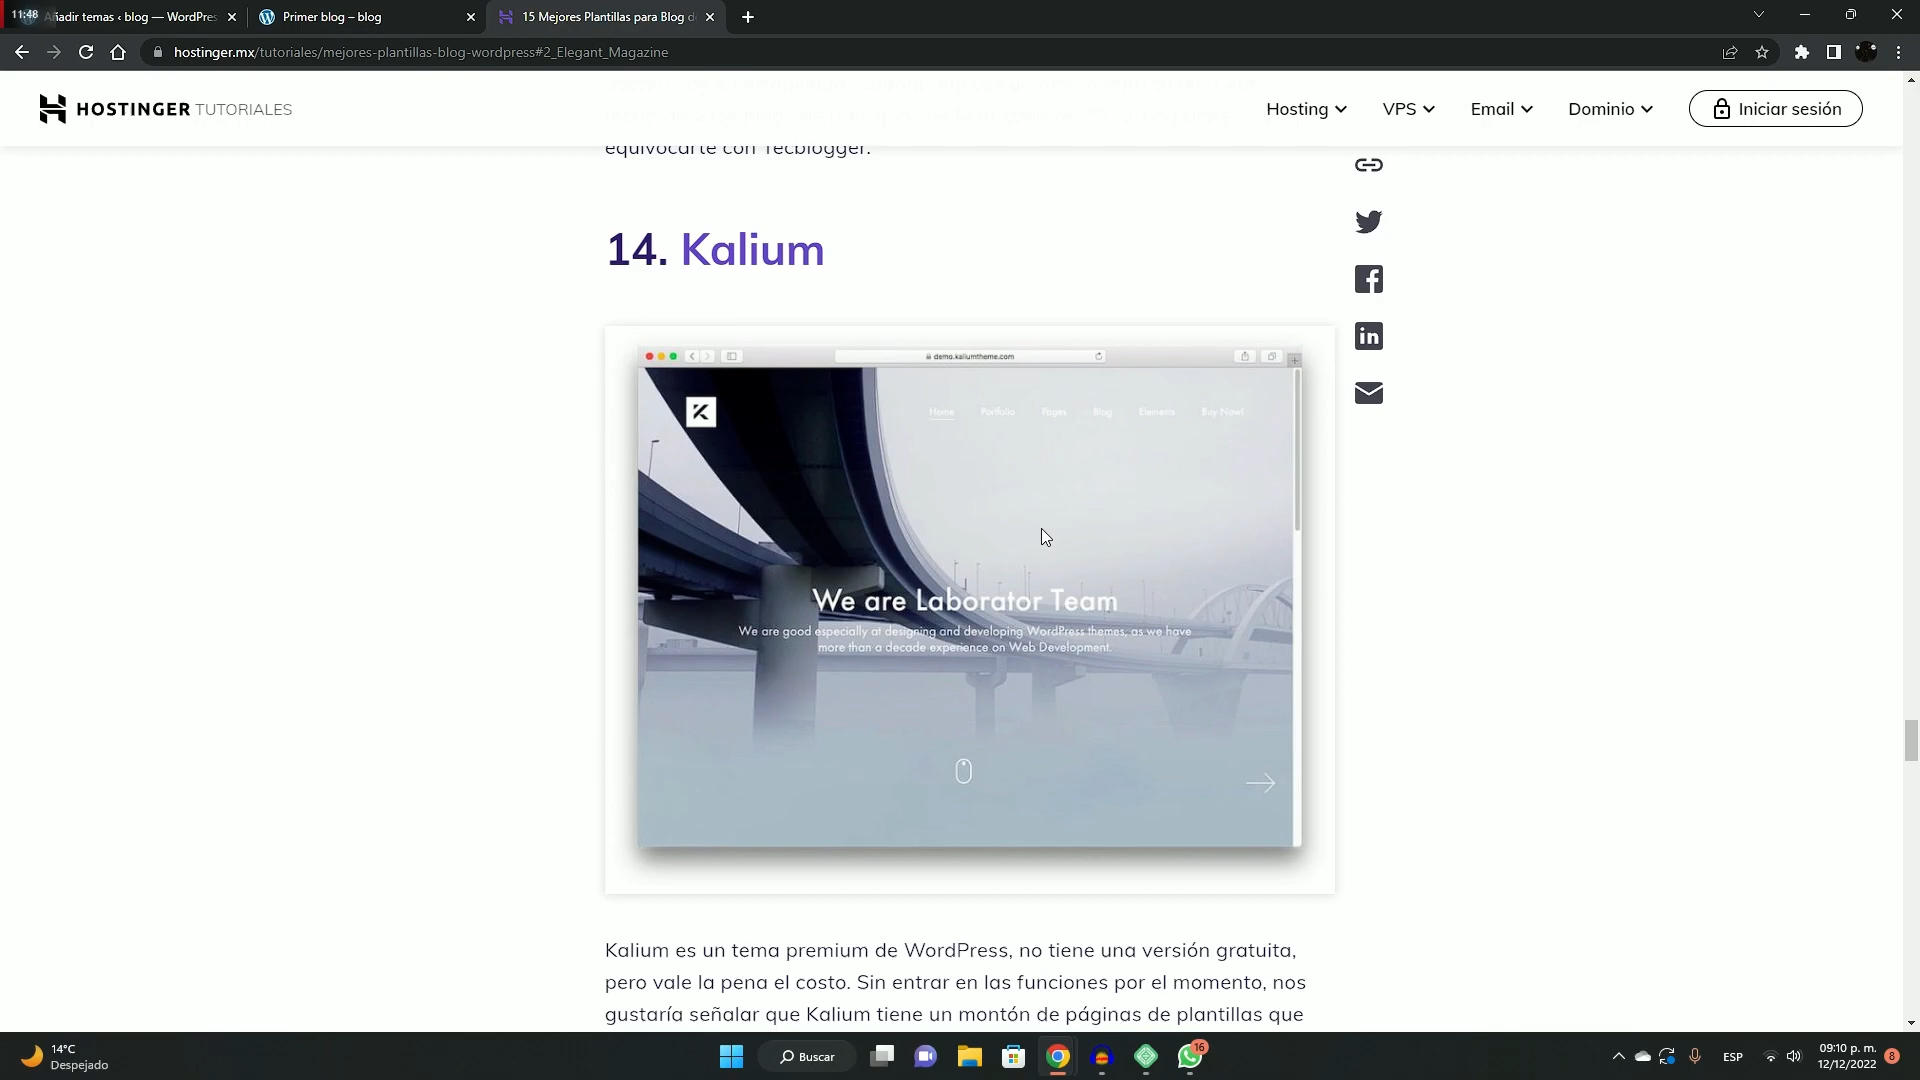 11:48
Añadir temas ‹ blog — WordPres
Primer blog – blog
15 Mejores Plantillas para Blog d
hostinger.mx/tutoriales/mejores-plantillas-blog-wordpress#2_Elegant_Magazine
HOSTINGER TUTORIALES
Hosting
VPS
Email
Dominio
Iniciar sesión
equivocarte con Tecblogger.
14. Kalium
demo.kaliumtheme.com
K
Home
Portfolio
Pages
Blog
Elements
Buy Now!
We are Laborator Team
We are good especially at designing and developing WordPress themes, as we have
more than a decade experience on Web Development.
Kalium es un tema premium de WordPress, no tiene una versión gratuita,
pero vale la pena el costo. Sin entrar en las funciones por el momento, nos
gustaría señalar que Kalium tiene un montón de páginas de plantillas que
14°C
Despejado
Buscar
16
ESP
09:10 p. m.
12/12/2022
8